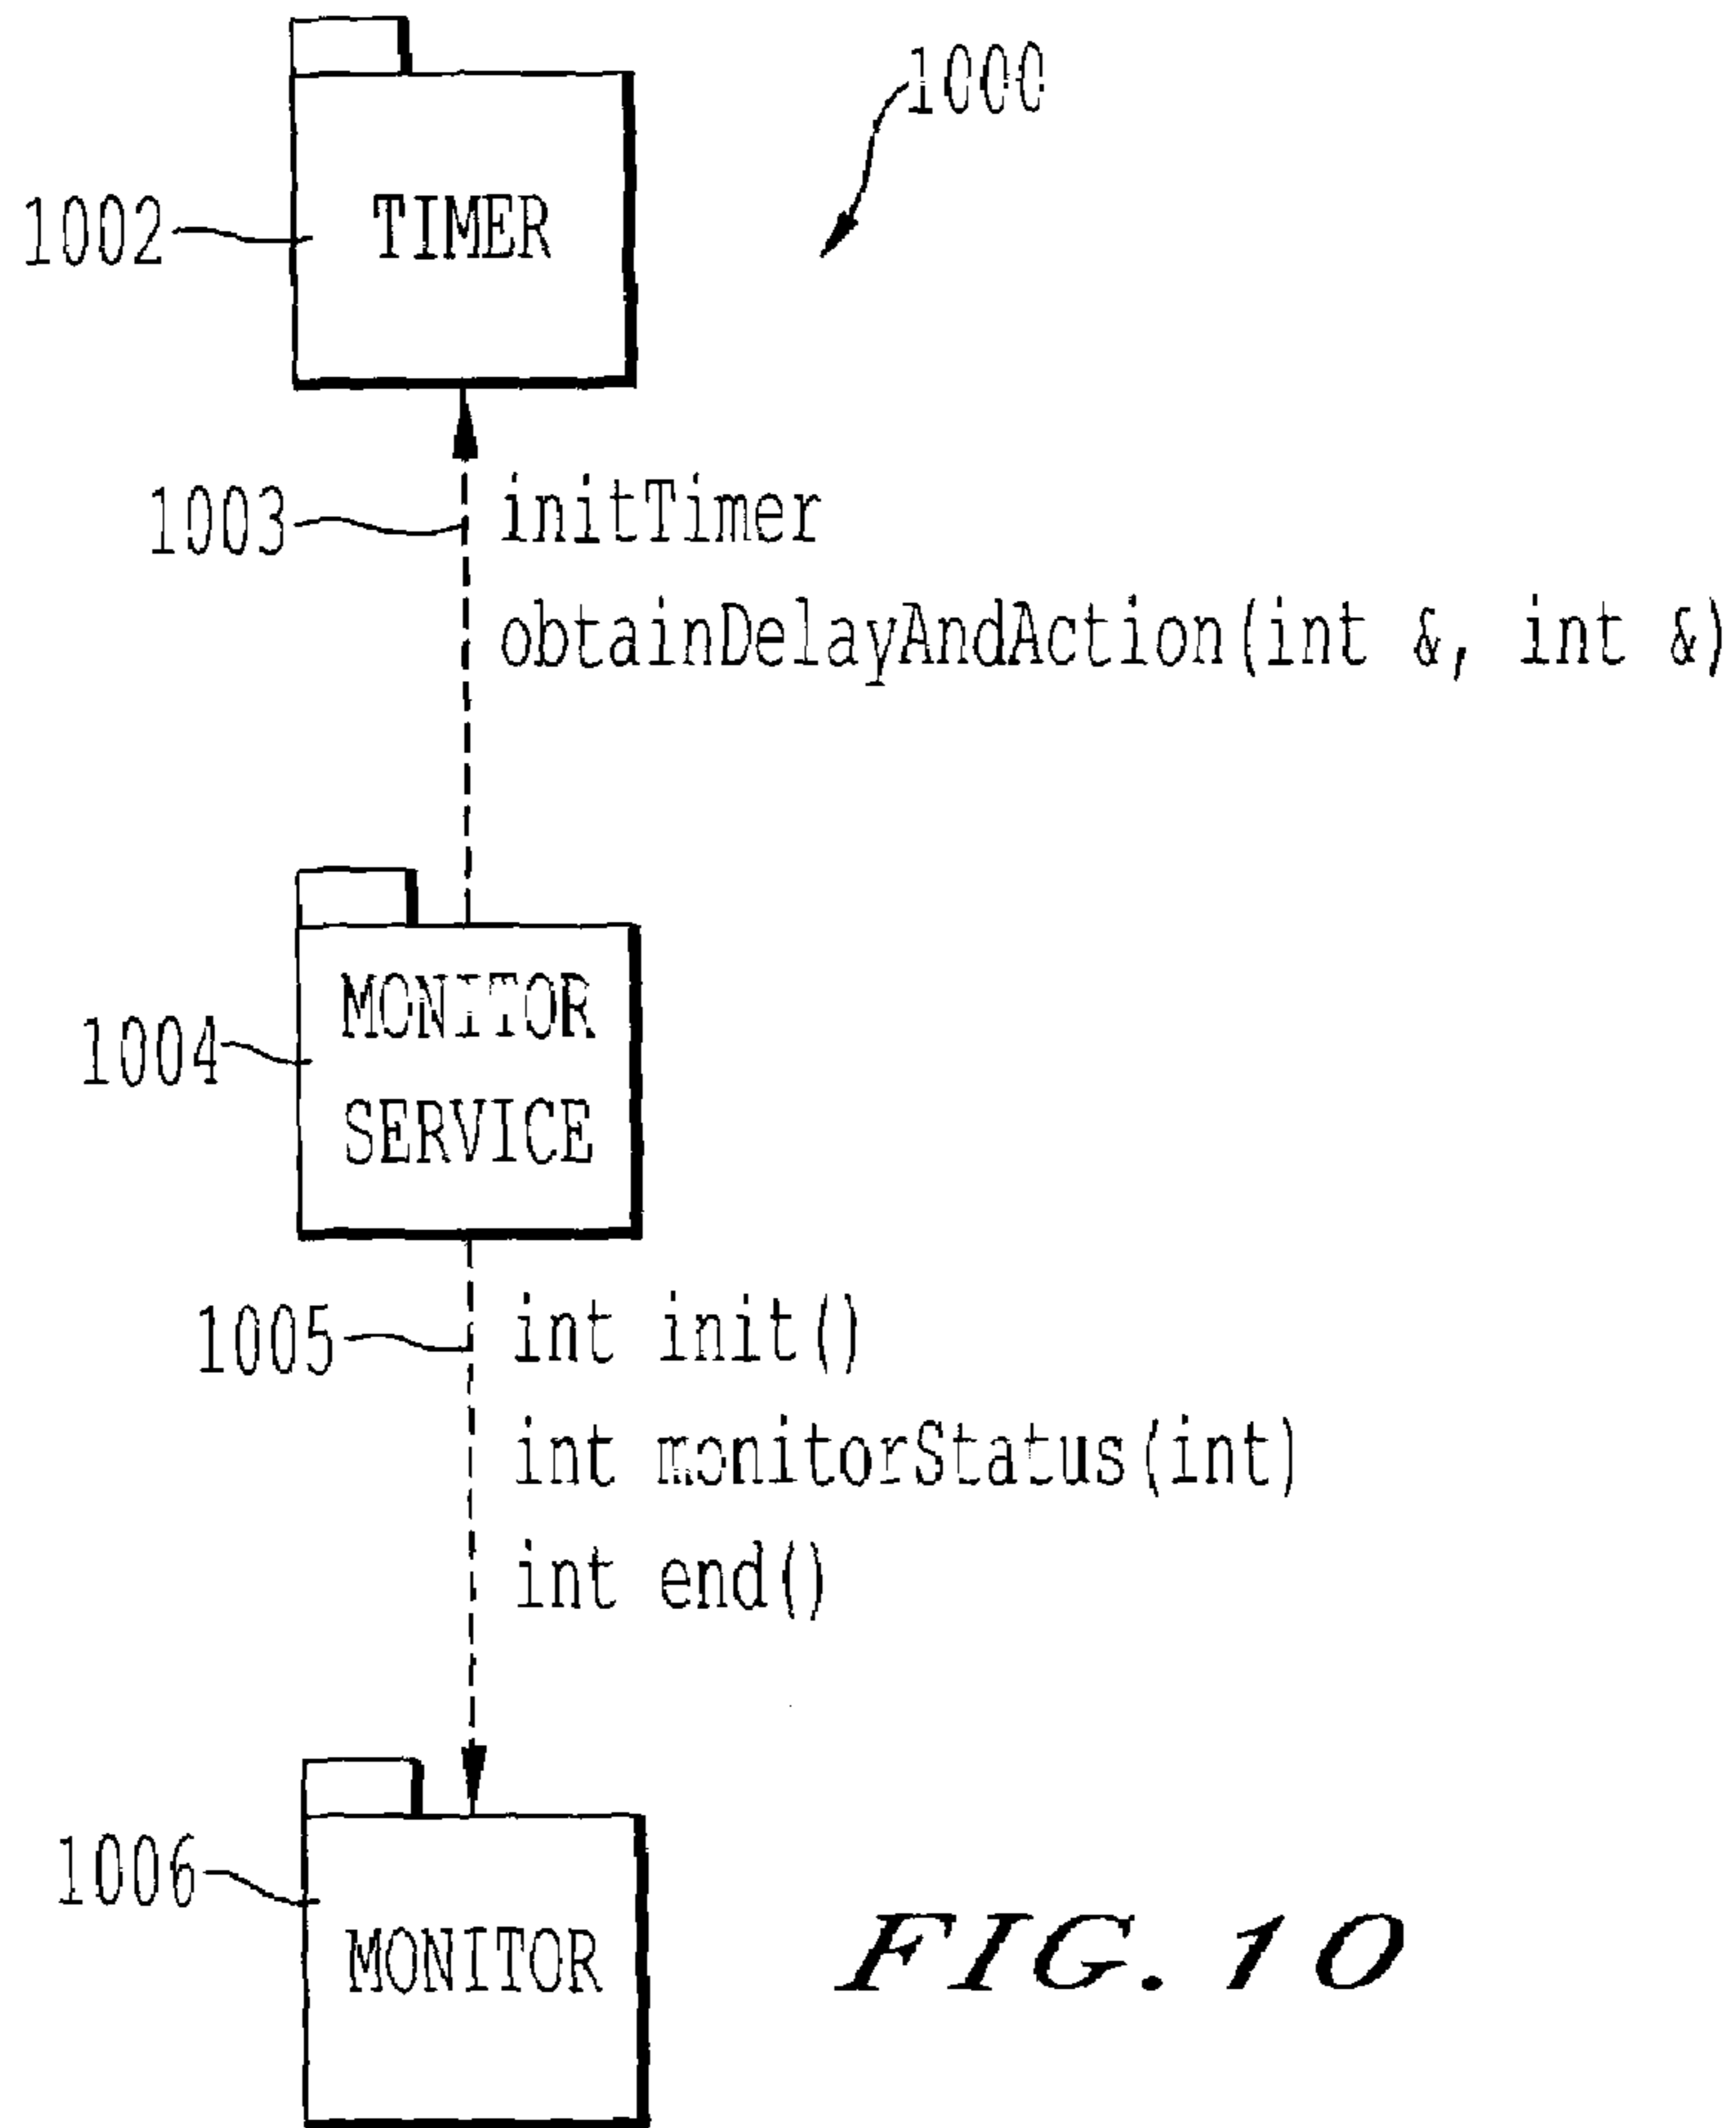 1000
1002
TIMER
1003
initTimer
obtainDelayAndAction(int &, int &)
MONITOR
1004
SERVICE
1005
int init()
int monitorStatus(int)
int end()
1006
MONITOR
FIG. 10